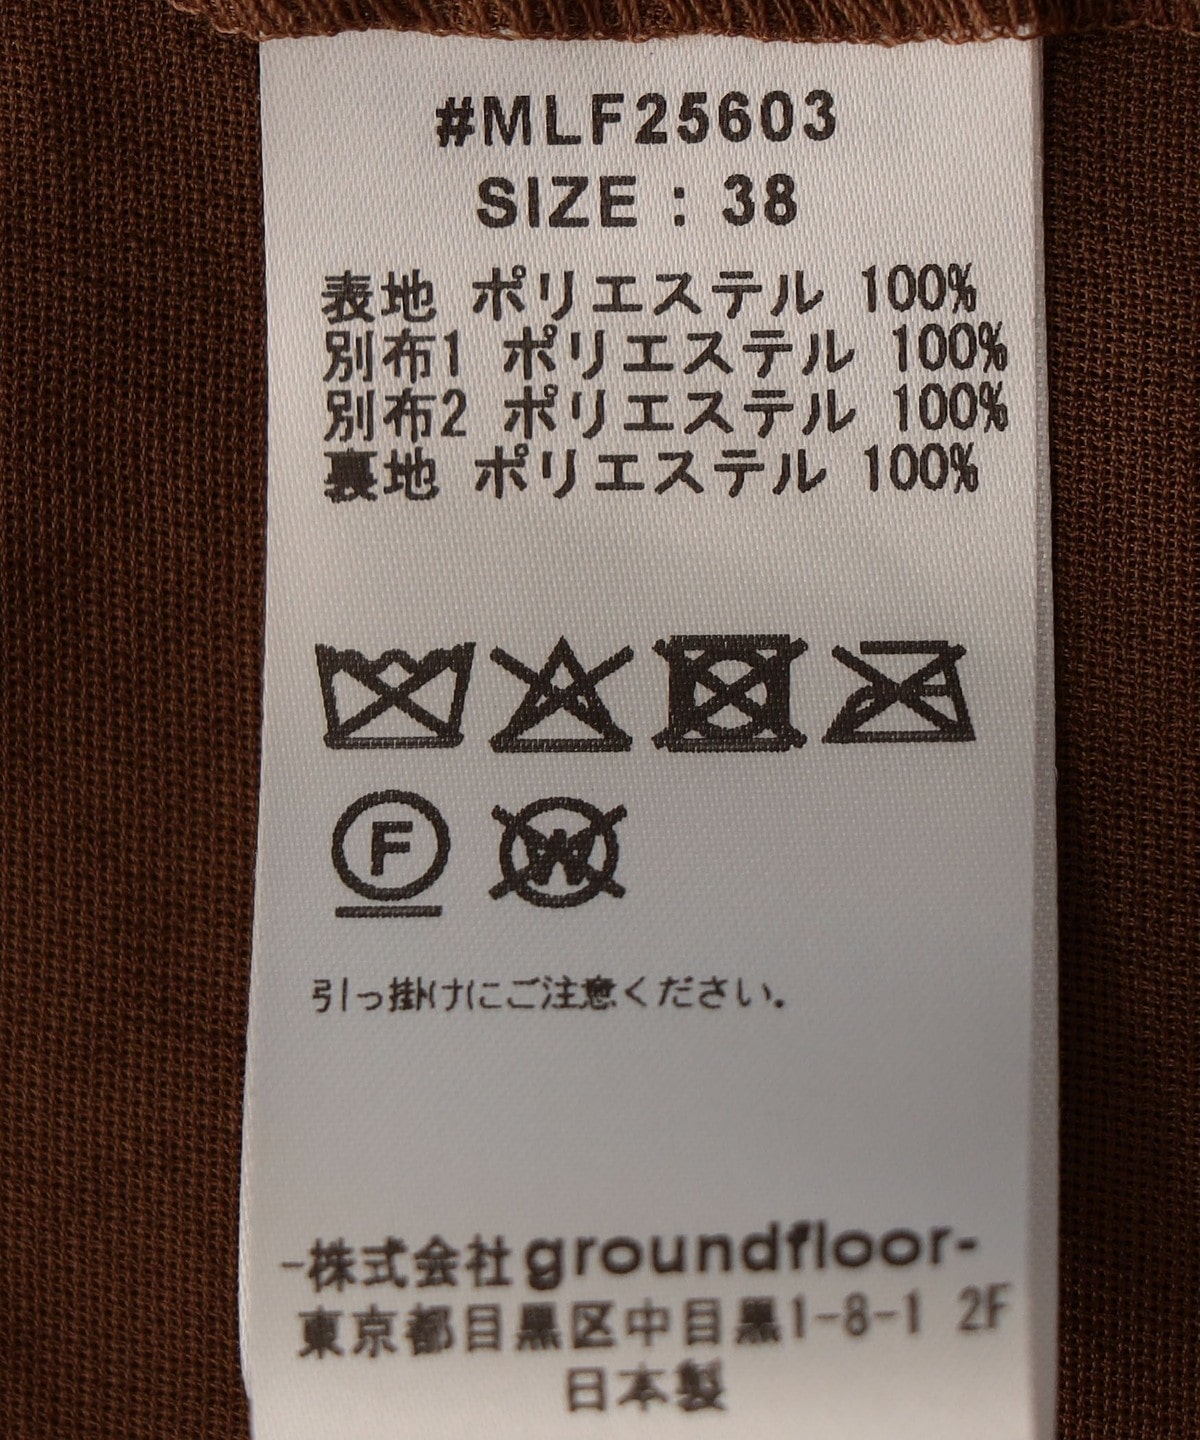 #MLF25603
SIZE : 38
表地 ポリエステル 100%
別布1 ポリエステル 100%
別布2 ポリエステル 100%
裏地 ポリエステル 100%
F W
引っ掛けにご注意ください。
-株式会社groundfloor-
東京都目黒区中目黒1-8-1 2F
日本製